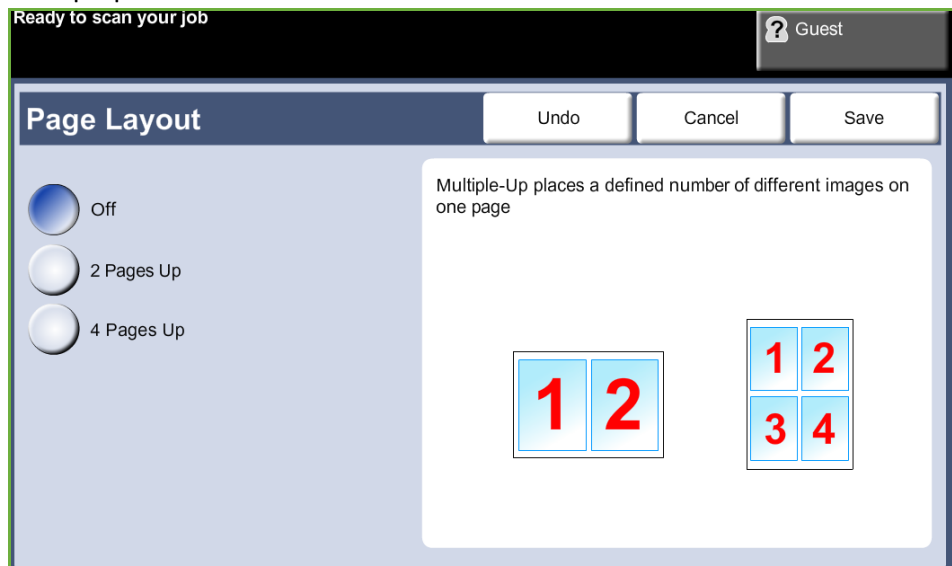 Ready to scan your job
? Guest
Page Layout
Undo
Cancel
Save
Off
2 Pages Up
4 Pages Up
Multiple-Up places a defined number of different images on
one page
1 2
1 2
3 4